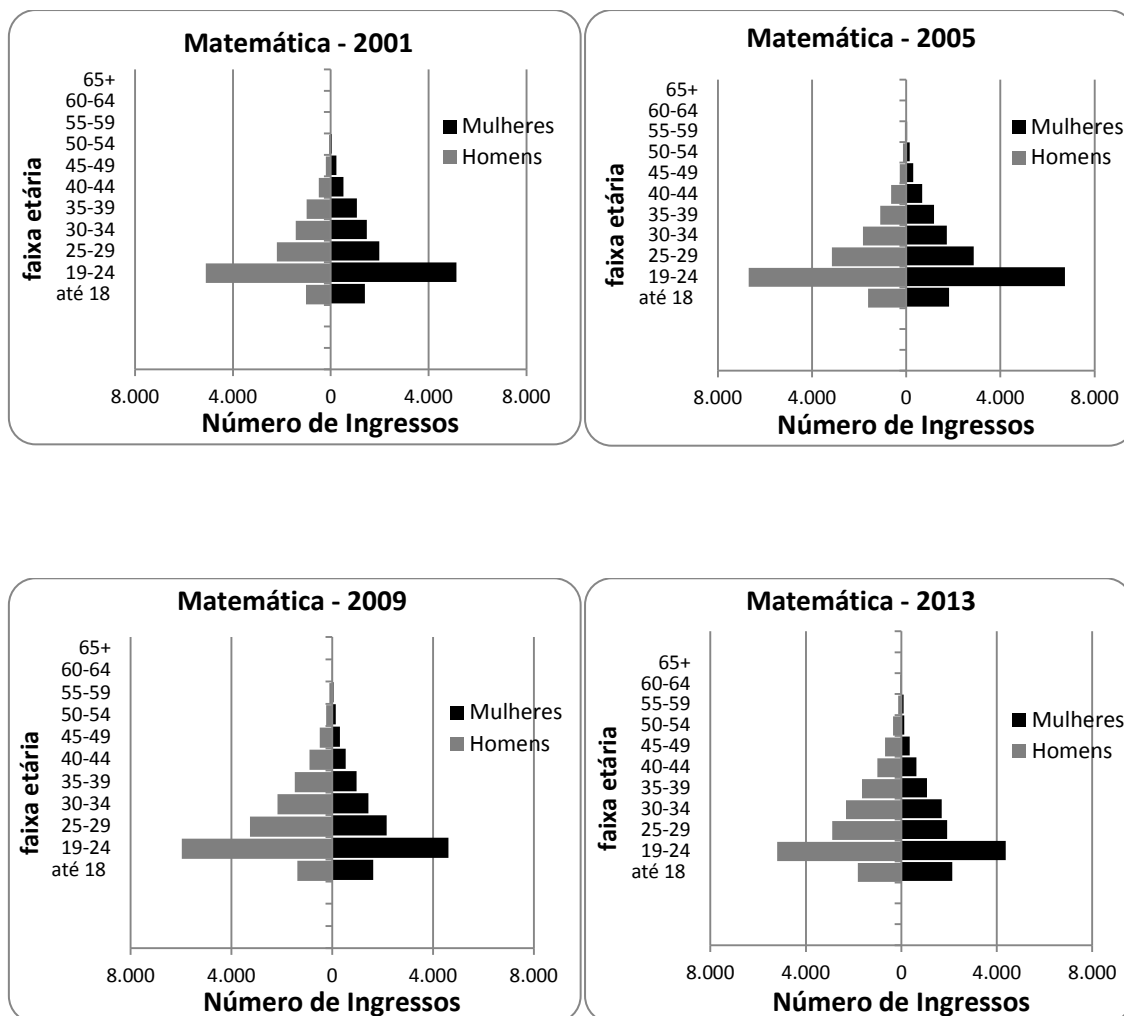 Matemática - 2001
65+
60-64
55-59
50-54
45-49
40-44
35-39
30-34
25-29
19-24
até 18
faixa etária
Mulheres
Homens
8.000 4.000 0 4.000 8.000
Número de Ingressos
Matemática - 2005
65+
60-64
55-59
50-54
45-49
40-44
35-39
30-34
25-29
19-24
até 18
faixa etária
Mulheres
Homens
8.000 4.000 0 4.000 8.000
Número de Ingressos
Matemática - 2009
65+
60-64
55-59
50-54
45-49
40-44
35-39
30-34
25-29
19-24
até 18
faixa etária
Mulheres
Homens
8.000 4.000 0 4.000 8.000
Número de Ingressos
Matemática - 2013
65+
60-64
55-59
50-54
45-49
40-44
35-39
30-34
25-29
19-24
até 18
faixa etária
Mulheres
Homens
8.000 4.000 0 4.000 8.000
Número de Ingressos